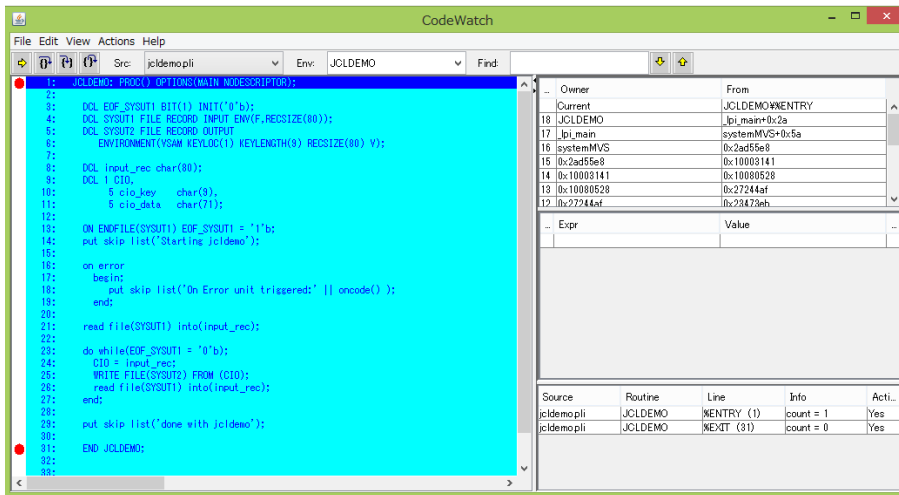 CodeWatch
File Edit View Actions Help
Src: jcldemo.pli Env: JCLDEMO Find:
1: JCLDEMO: PROC() OPTIONS(MAIN NODESCRIPTOR);
2:
3: DCL EOF_SYSUT1 BIT(1) INIT('0'b);
4: DCL SYSUT1 FILE RECORD INPUT ENV(F,RECSIZE(80));
5: DCL SYSUT2 FILE RECORD OUTPUT
6: ENVIRONMENT(VSAM KEYLOC(1) KEYLENGTH(9) RECSIZE(80) V);
7:
8: DCL input_rec char(80);
9: DCL 1 CIO,
10: 5 cio_key char(9),
11: 5 cio_data char(71);
12:
13: ON ENDFILE(SYSUT1) EOF_SYSUT1 = '1'b;
14: put skip list('Starting jcldemo');
15:
16: on error
17: begin;
18: put skip list('On Error unit triggered:' || oncode() );
19: end;
20:
21: read file(SYSUT1) into(input_rec);
22:
23: do while(EOF_SYSUT1 = '0'b);
24: CIO = input_rec;
25: WRITE FILE(SYSUT2) FROM (CIO);
26: read file(SYSUT1) into(input_rec);
27: end;
28:
29: put skip list('done with jcldemo');
30:
31: END JCLDEMO;
32:
33:
... Owner From
Current JCLDEMO¥%ENTRY
18 JCLDEMO _lpi_main+0x2a
17 _lpi_main systemMVS+0x5a
16 systemMVS 0x2ad55e8
15 0x2ad55e8 0x10003141
14 0x10003141 0x10080528
13 0x10080528 0x27244af
12 0x27244af 0x23473eb
... Expr Value ...
Source Routine Line Info Acti...
jcldemo.pli JCLDEMO %ENTRY (1) count = 1 Yes
jcldemo.pli JCLDEMO %EXIT (31) count = 0 Yes